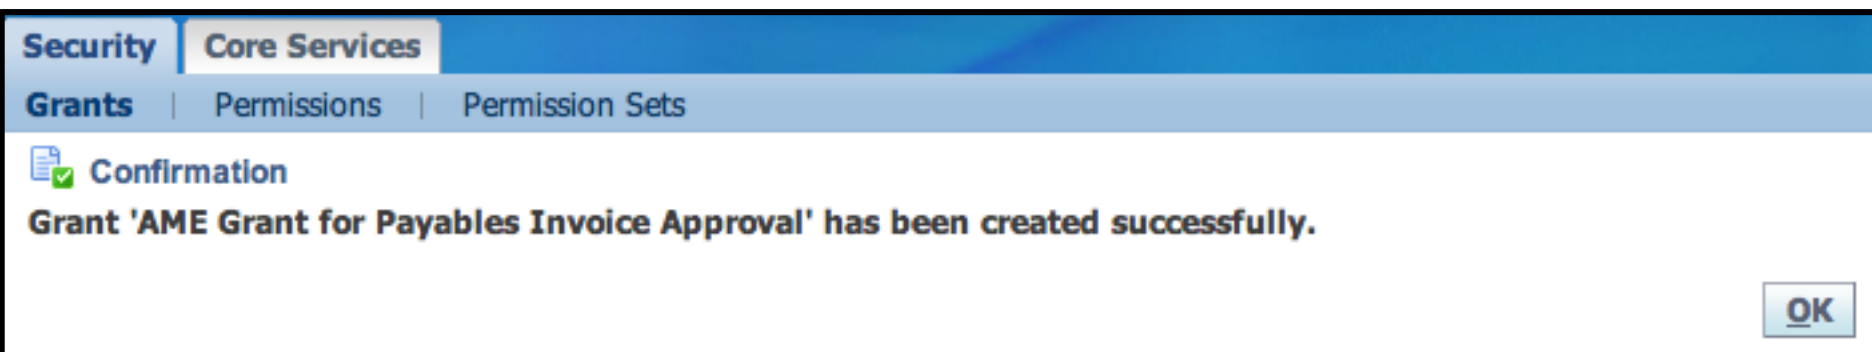 Security Core Services
Grants | Permissions | Permission Sets
Confirmation
Grant 'AME Grant for Payables Invoice Approval' has been created successfully.
OK